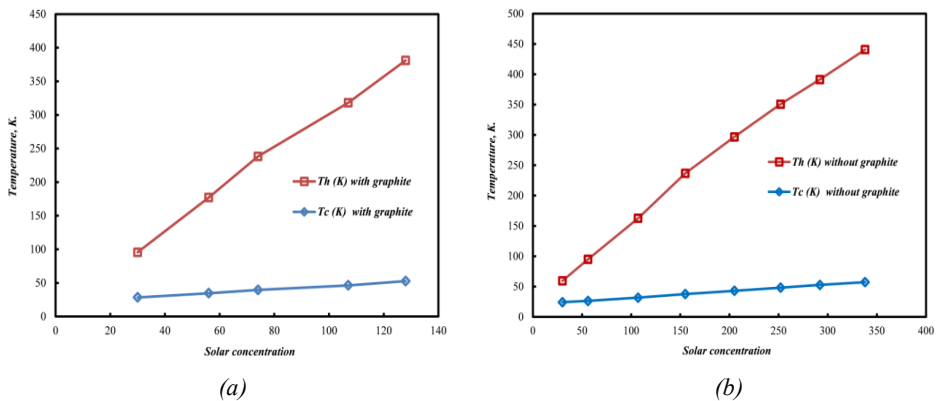 450
400
350
300
250
200
150
100
50
0
Temperature, K.
Th (K) with graphite
Tc (K) with graphite
0 20 40 60 80 100 120 140
Solar concentration
(a)
500
450
400
350
300
250
200
150
100
50
0
Temperature, K.
Th (K) without graphite
Tc (K) without graphite
0 50 100 150 200 250 300 350 400
Solar concentration
(b)